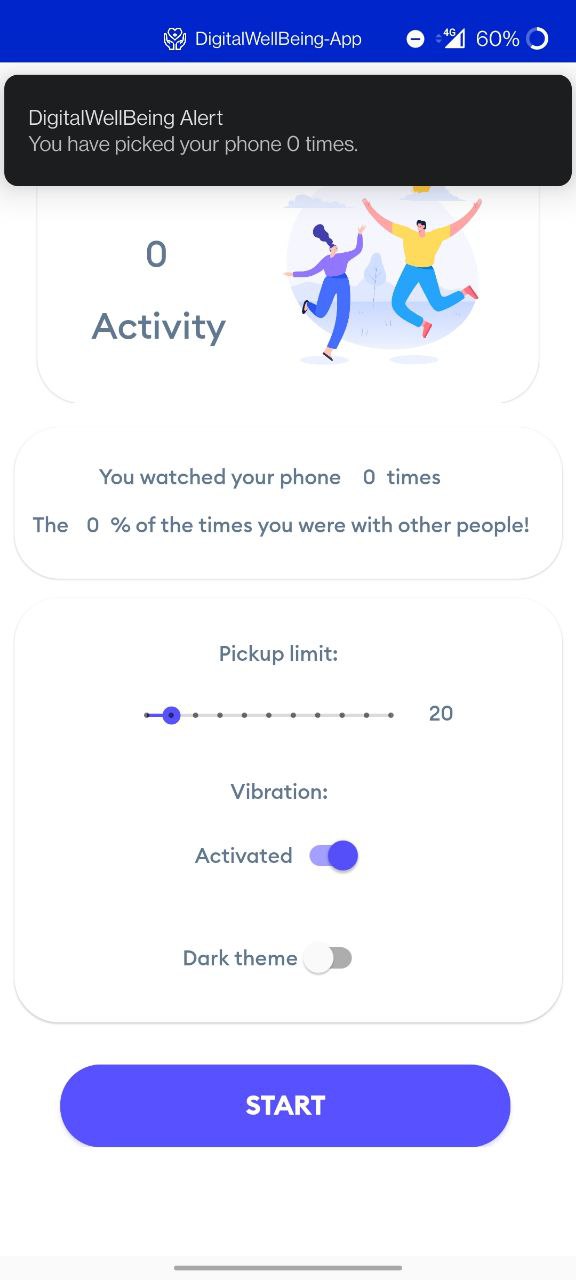 DigitalWellBeing-App
4G
60%
DigitalWellBeing Alert
You have picked your phone 0 times.
0
Activity
You watched your phone 0 times
The 0 % of the times you were with other people!
Pickup limit:
20
Vibration:
Activated
Dark theme
START